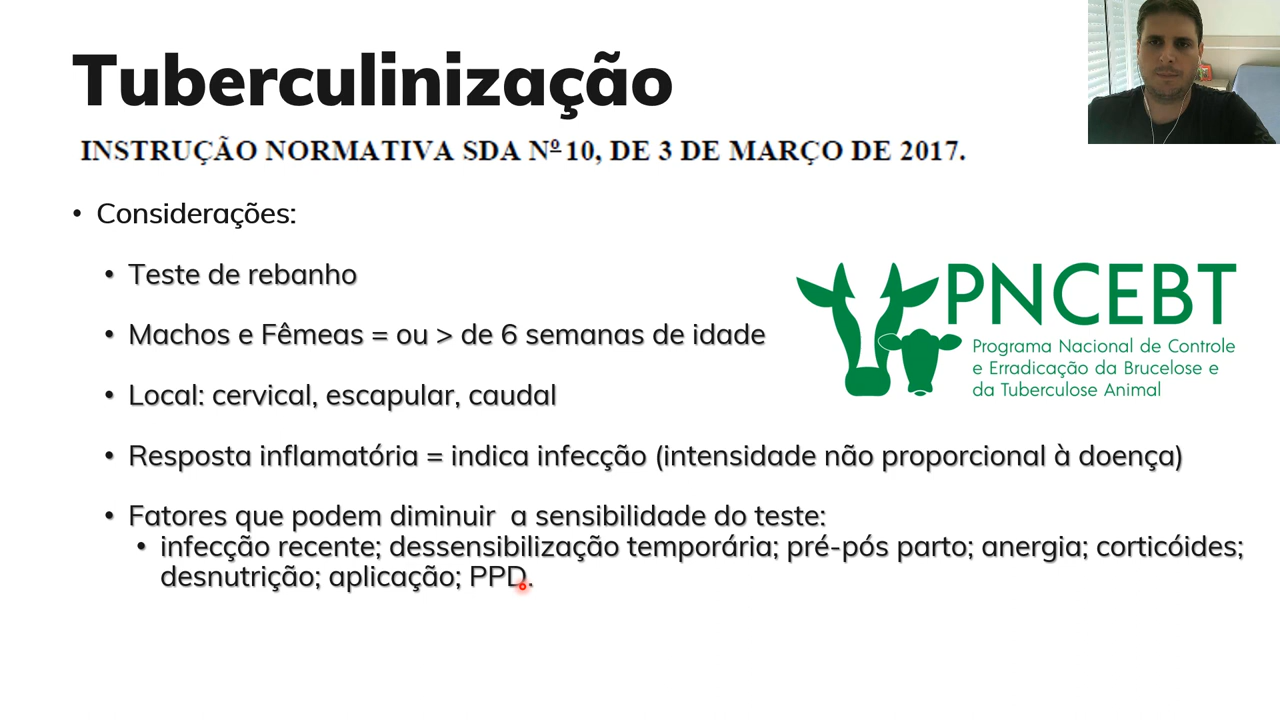 Tuberculinização
INSTRUÇÃO NORMATIVA SDA Nº 10, DE 3 DE MARÇO DE 2017.
• Considerações:
• Teste de rebanho
• Machos e Fêmeas = ou > de 6 semanas de idade
• Local: cervical, escapular, caudal
• Resposta inflamatória = indica infecção (intensidade não proporcional à doença)
• Fatores que podem diminuir  a sensibilidade do teste:
• infecção recente; dessensibilização temporária; pré-pós parto; anergia; corticóides;
desnutrição; aplicação; PPD.
PNCEBT
Programa Nacional de Controle
e Erradicação da Brucelose e
da Tuberculose Animal